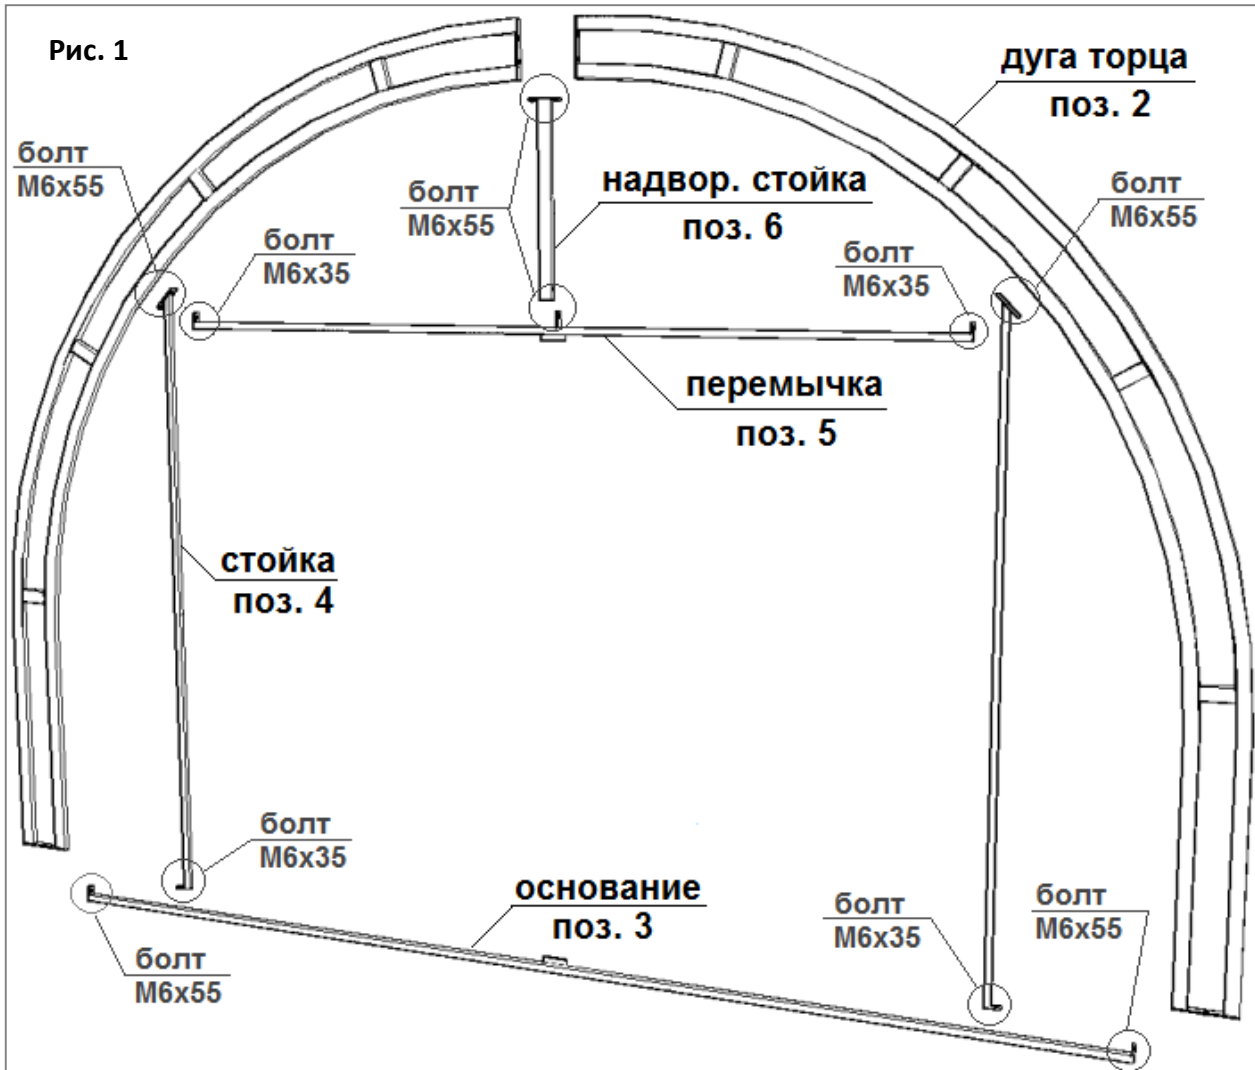 Рис. 1
дуга торца
поз. 2
болт
М6х55
болт
М6х55
надвор. стойка
поз. 6
болт
М6х55
болт
М6х35
болт
М6х35
перемычка
поз. 5
стойка
поз. 4
болт
М6х35
основание
поз. 3
болт
М6х35
болт
М6х55
болт
М6х55